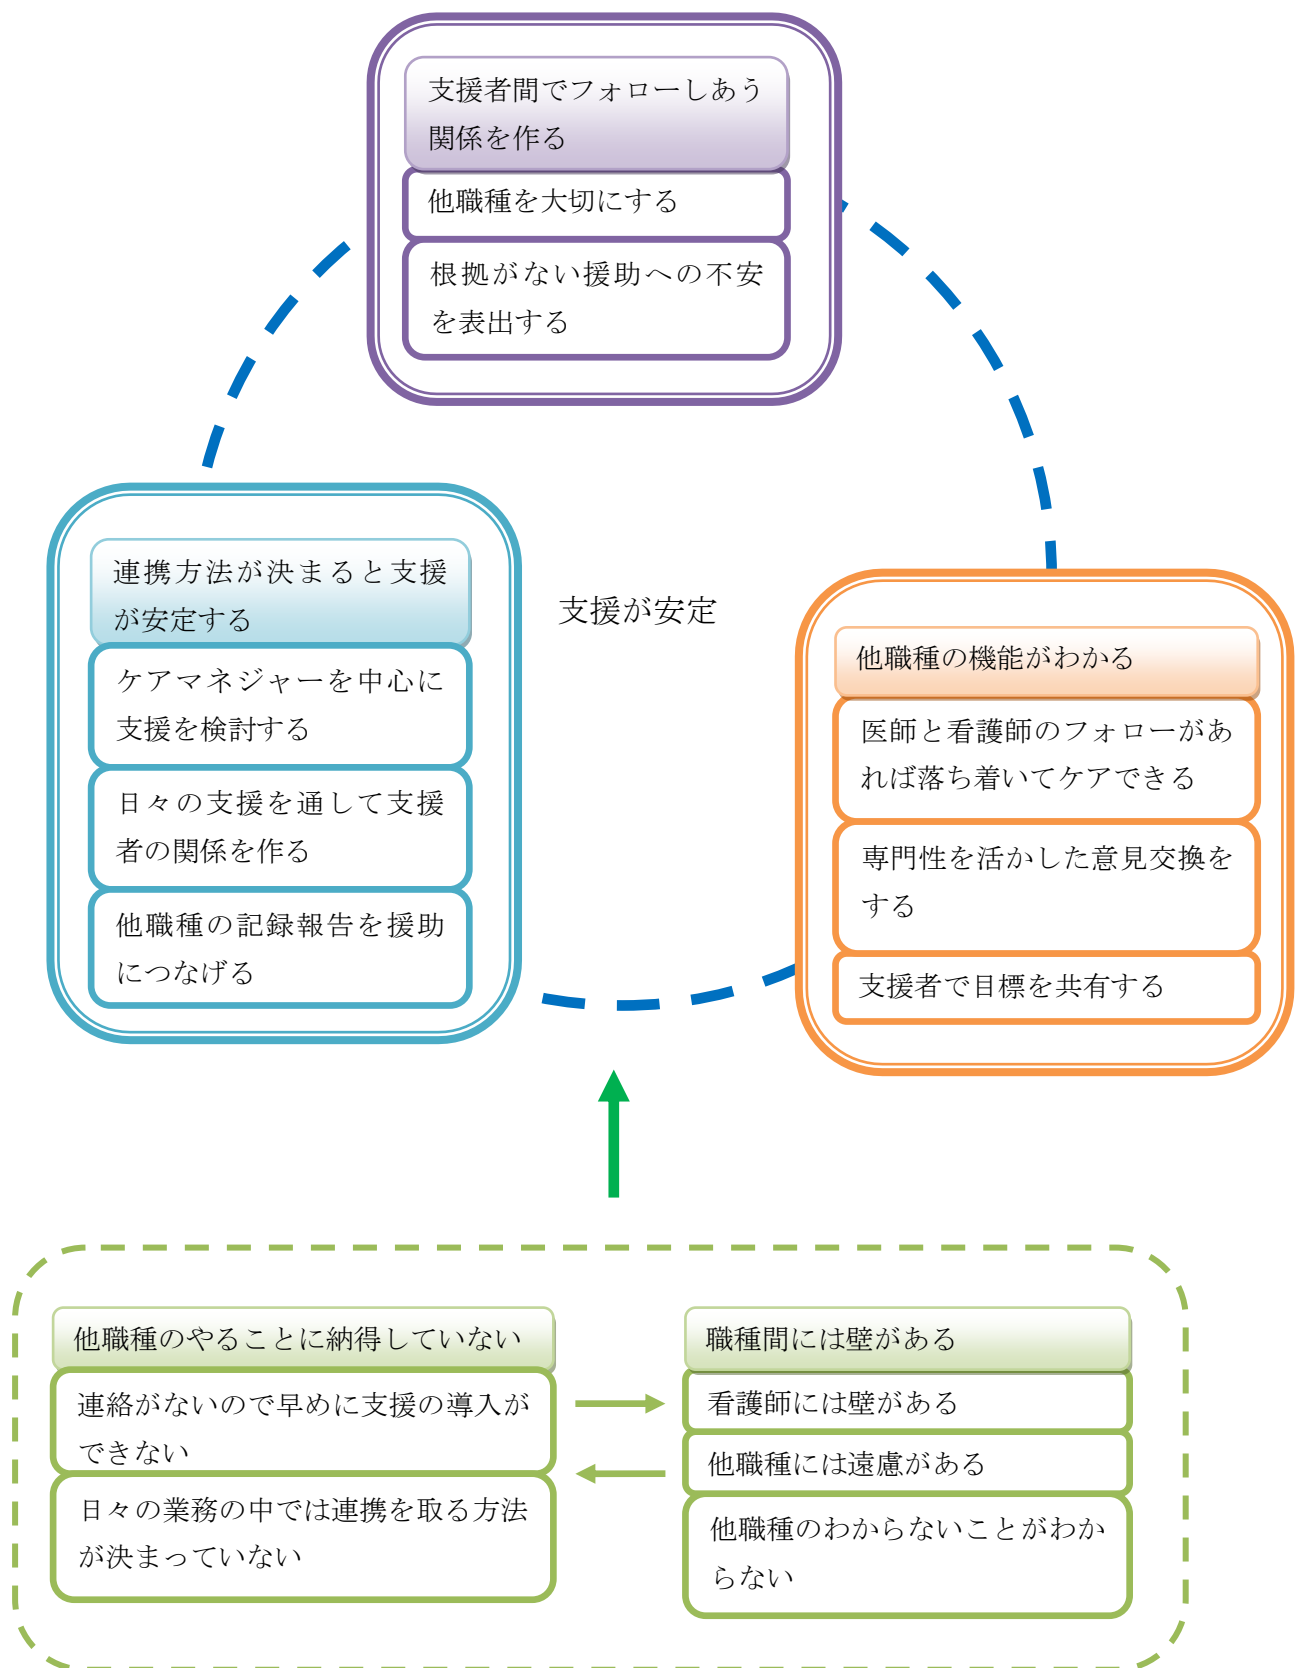 支援者間でフォローしあう
関係を作る
他職種を大切にする
根拠がない援助への不安
を表出する
連携方法が決まると支援
が安定する
ケアマネジャーを中心に
支援を検討する
日々の支援を通して支援
者の関係を作る
他職種の記録報告を援助
につなげる
支援が安定
他職種の機能がわかる
医師と看護師のフォローがあ
れば落ち着いてケアできる
専門性を活かした意見交換を
する
支援者で目標を共有する
他職種のやることに納得していない
連絡がないので早めに支援の導入が
できない
日々の業務の中では連携を取る方法
が決まっていない
職種間には壁がある
看護師には壁がある
他職種には遠慮がある
他職種のわからないことがわか
らない